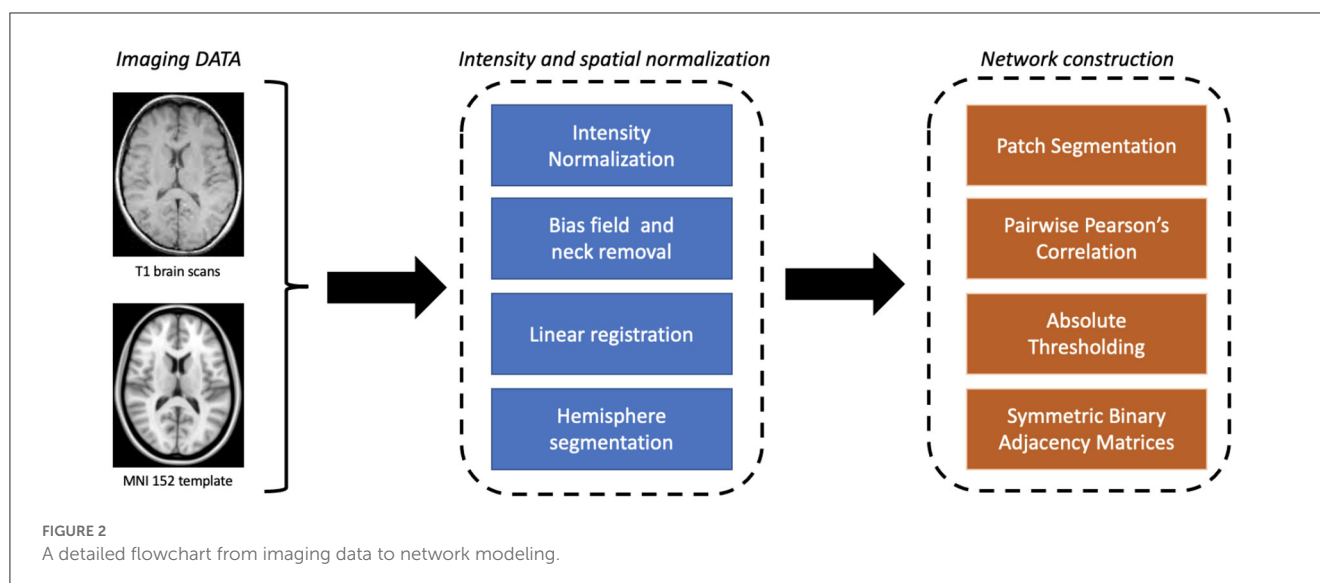 Imaging DATA
T1 brain scans
MNI 152 template
Intensity and spatial normalization
Intensity
Normalization
Bias field and
neck removal
Linear registration
Hemisphere
segmentation
Network construction
Patch Segmentation
Pairwise Pearson's
Correlation
Absolute
Thresholding
Symmetric Binary
Adjacency Matrices
FIGURE 2
A detailed flowchart from imaging data to network modeling.